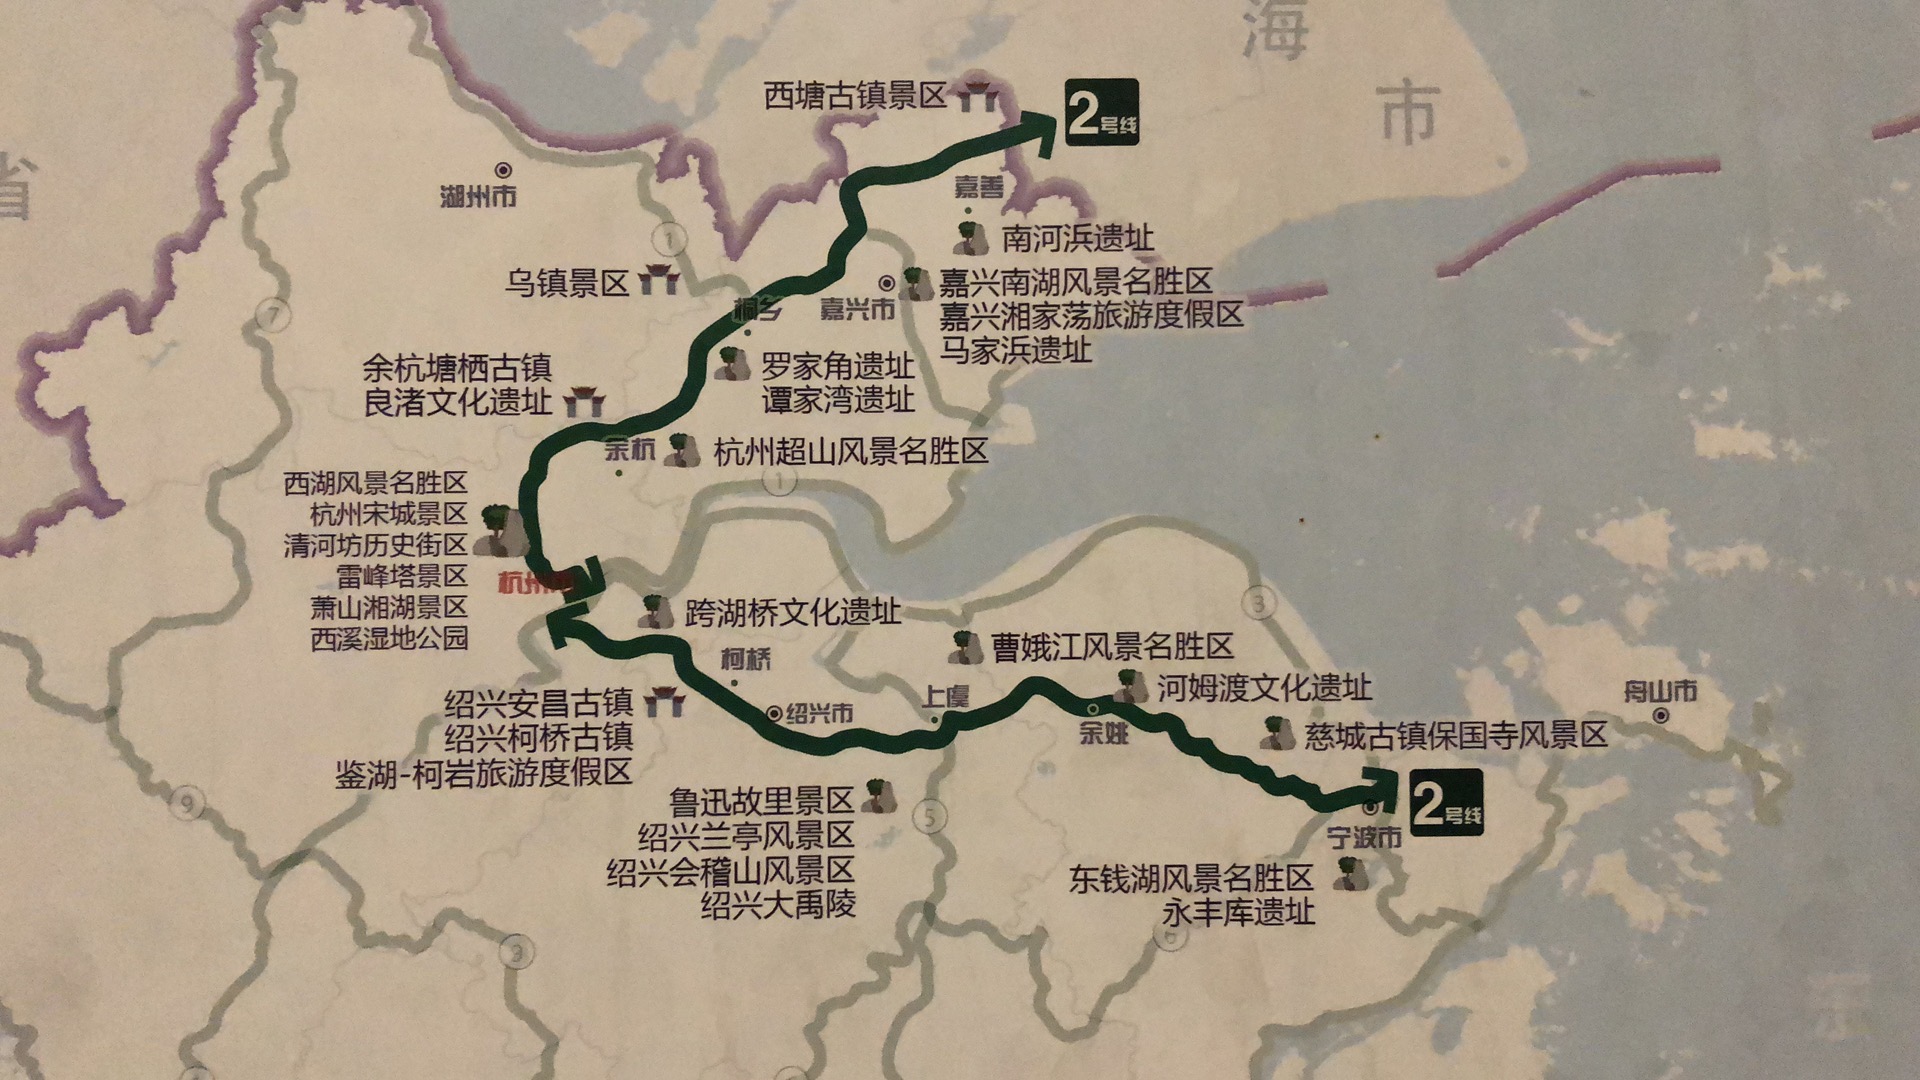 海
市
省
西塘古镇景区
2号线
湖州市
嘉善
南河浜遗址
1
乌镇景区
桐乡
嘉兴市
嘉兴南湖风景名胜区
嘉兴湘家荡旅游度假区
马家浜遗址
7
余杭塘栖古镇
良渚文化遗址
罗家角遗址
谭家湾遗址
余杭
杭州超山风景名胜区
1
西湖风景名胜区
杭州宋城景区
清河坊历史街区
雷峰塔景区
萧山湘湖景区
西溪湿地公园
杭州市
跨湖桥文化遗址
3
柯桥
曹娥江风景名胜区
河姆渡文化遗址
绍兴安昌古镇
绍兴柯桥古镇
鉴湖-柯岩旅游度假区
绍兴市
上虞
余姚
慈城古镇保国寺风景区
舟山市
2号线
宁波市
9
鲁迅故里景区
绍兴兰亭风景区
绍兴会稽山风景区
绍兴大禹陵
5
东钱湖风景名胜区
永丰库遗址
6
9
东